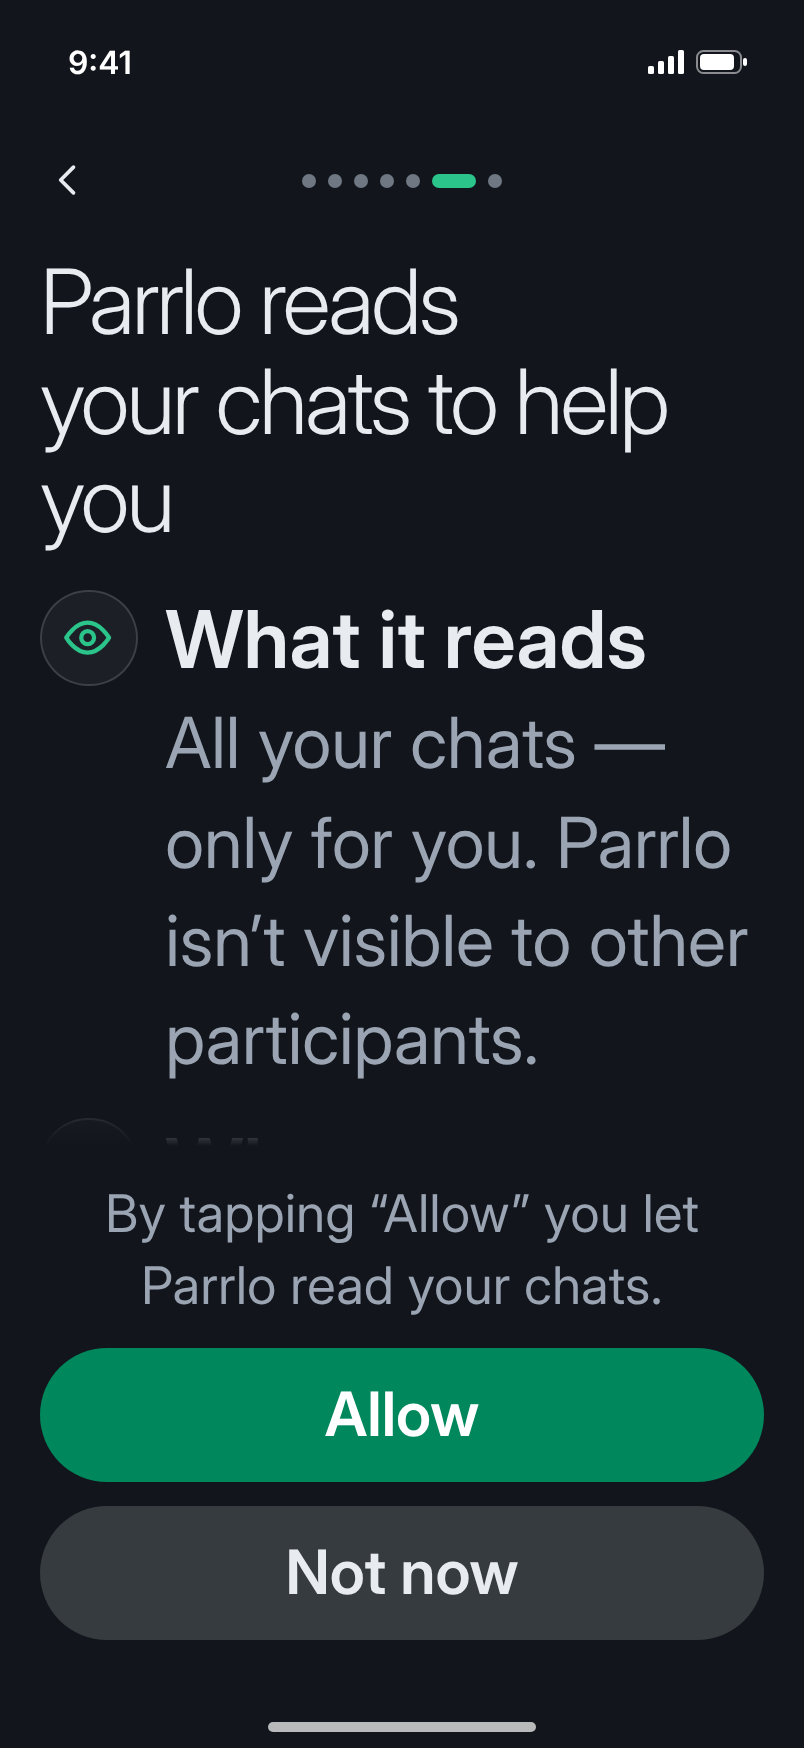 9:41
Parrlo reads
your chats to help
you
What it reads
All your chats —
only for you. Parrlo
isn’t visible to other
participants.
By tapping “Allow” you let
Parrlo read your chats.
Allow
Not now